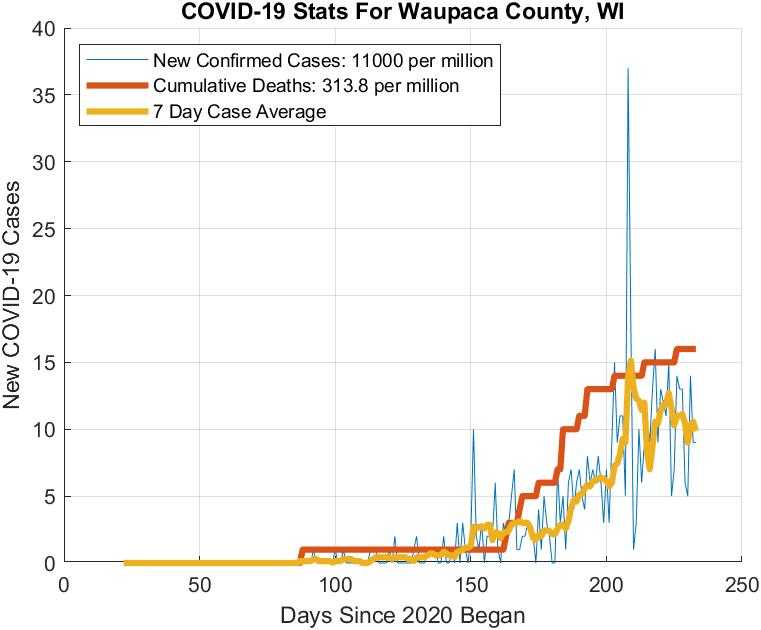 COVID-19 Stats For Waupaca County, WI
New Confirmed Cases: 11000 per million
Cumulative Deaths: 313.8 per million
7 Day Case Average
New COVID-19 Cases
40
35
30
25
20
15
10
5
0
0 50 100 150 200 250
Days Since 2020 Began